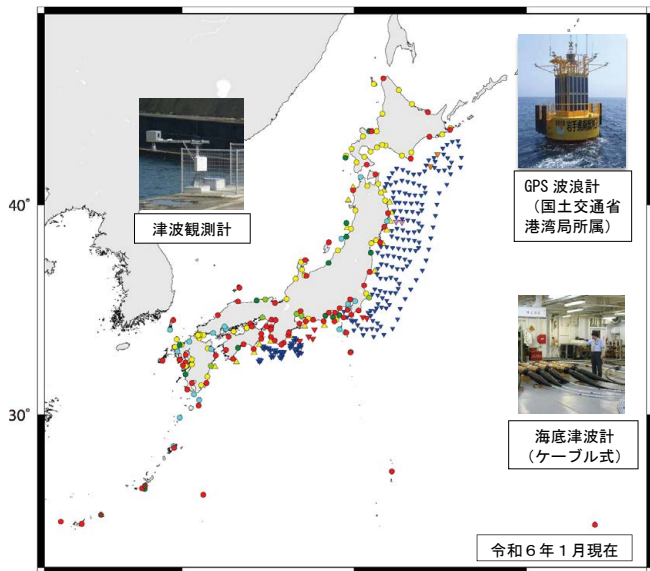 40°
30°
津波観測計
GPS 波浪計
（国土交通省
港湾局所属）
海底津波計
（ケーブル式）
令和６年１月現在